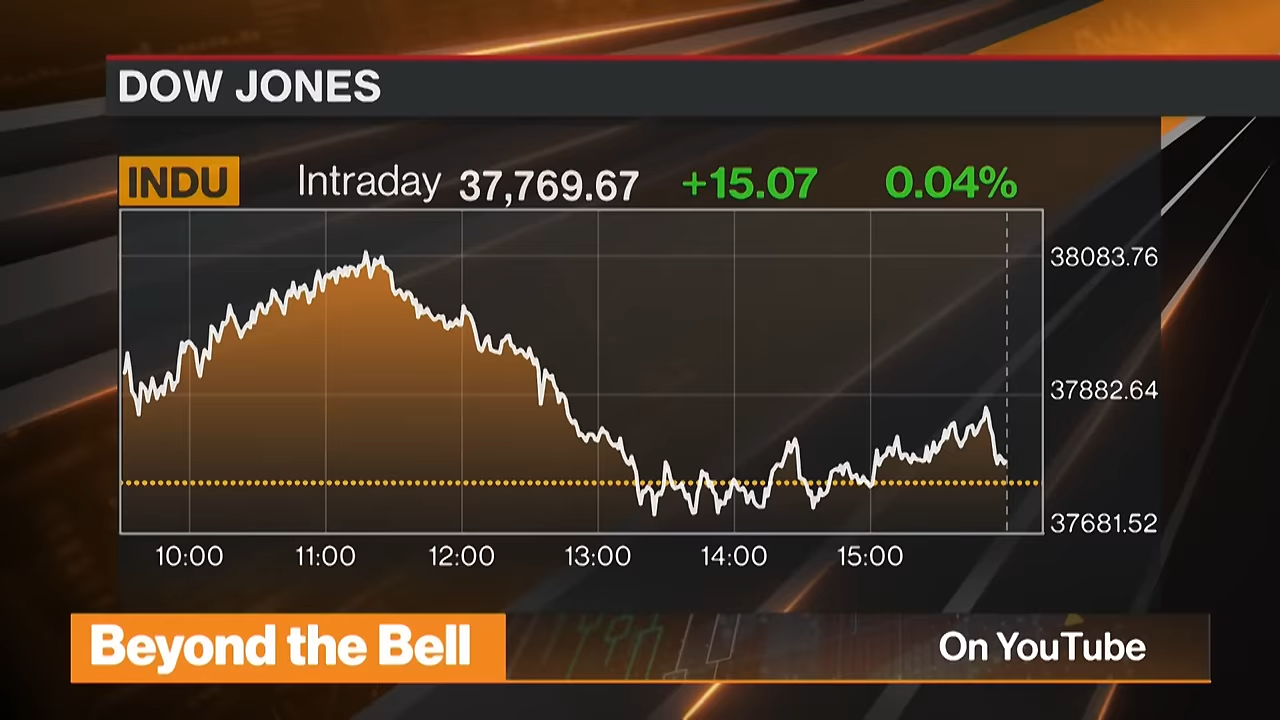 DOW JONES
INDU Intraday 37,769.67 +15.07 0.04%
38083.76
37882.64
37681.52
10:00 11:00 12:00 13:00 14:00 15:00
Beyond the Bell On YouTube